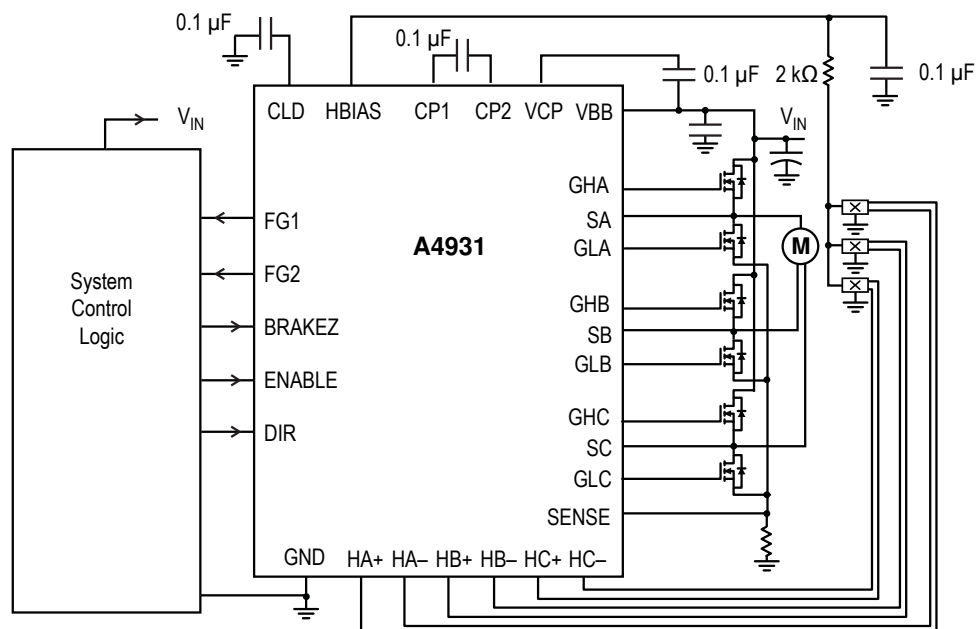 0.1 µF
0.1 µF
0.1 µF
2 kΩ
0.1 µF
CLD
HBIAS
CP1
CP2
VCP
VBB
VIN
VIN
GHA
FG1
SA
A4931
M
GLA
FG2
System
Control
Logic
GHB
BRAKEZ
SB
GLB
ENABLE
GHC
DIR
SC
GLC
SENSE
GND
HA+
HA–
HB+
HB–
HC+
HC–